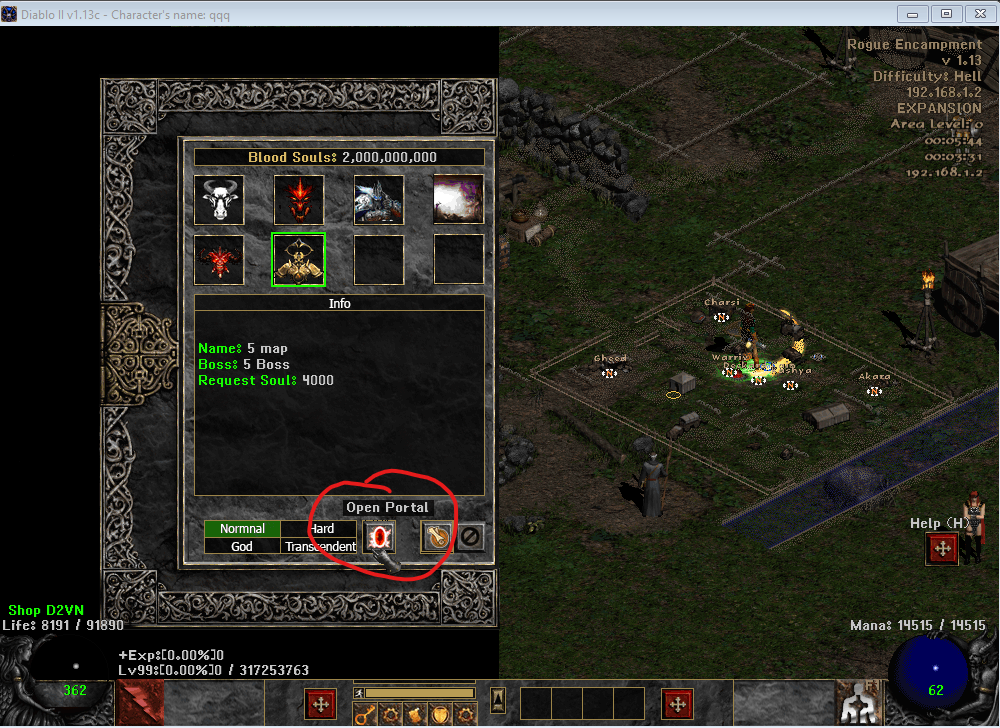 Diablo II v1.13c - Character's name: qqq
Rogue Encampment
v 1.13
Difficulty: Hell
192.168.1.2
EXPANSION
Area Level: 0
00:05:44
00:03:31
192.168.1.2
Blood Souls: 2,000,000,000
Info
Name: 5 map
Boss: 5 Boss
Request Soul: 4000
Open Portal
Normnal
Hard
God
Transcendent
Charsi
Gheed
Warriv
Akara
Help (H)
Shop D2VN
Life: 8191 / 91890
Mana: 14515 / 14515
+Exp:[0.00%]0
Lv99:[0.00%]0 / 317253763
362
62